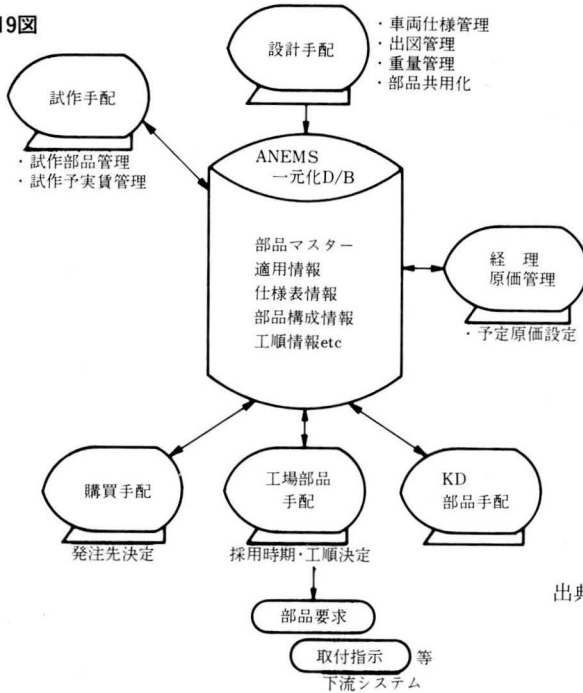 19図
設計手配
・車両仕様管理
・出図管理
・重量管理
・部品共用化
試作手配
・試作部品管理
・試作予実賃管理
ANEMS
一元化D/B
部品マスター
適用情報
仕様表情報
部品構成情報
工順情報etc
経 理
原価管理
・予定原価設定
購買手配
発注先決定
工場部品
手配
採用時期・工順決定
KD
部品手配
部品要求
取付指示 等
下流システム
出典